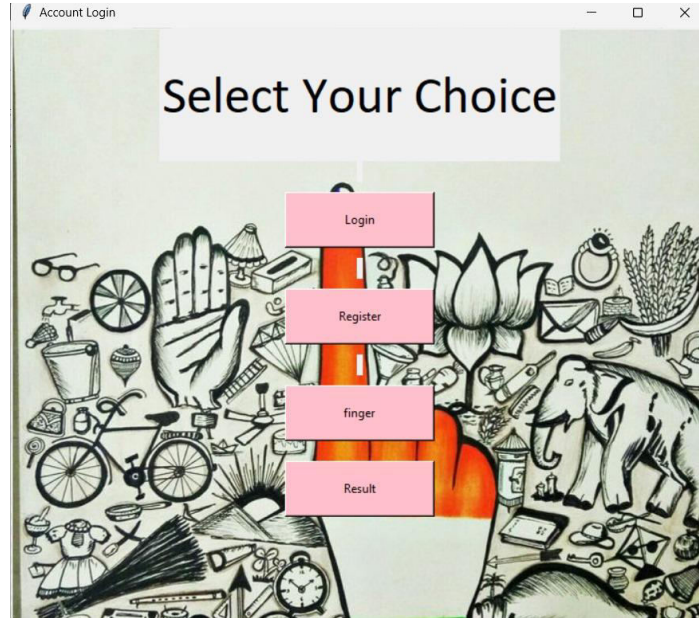 Account Login
Select Your Choice
Login
Register
finger
Result